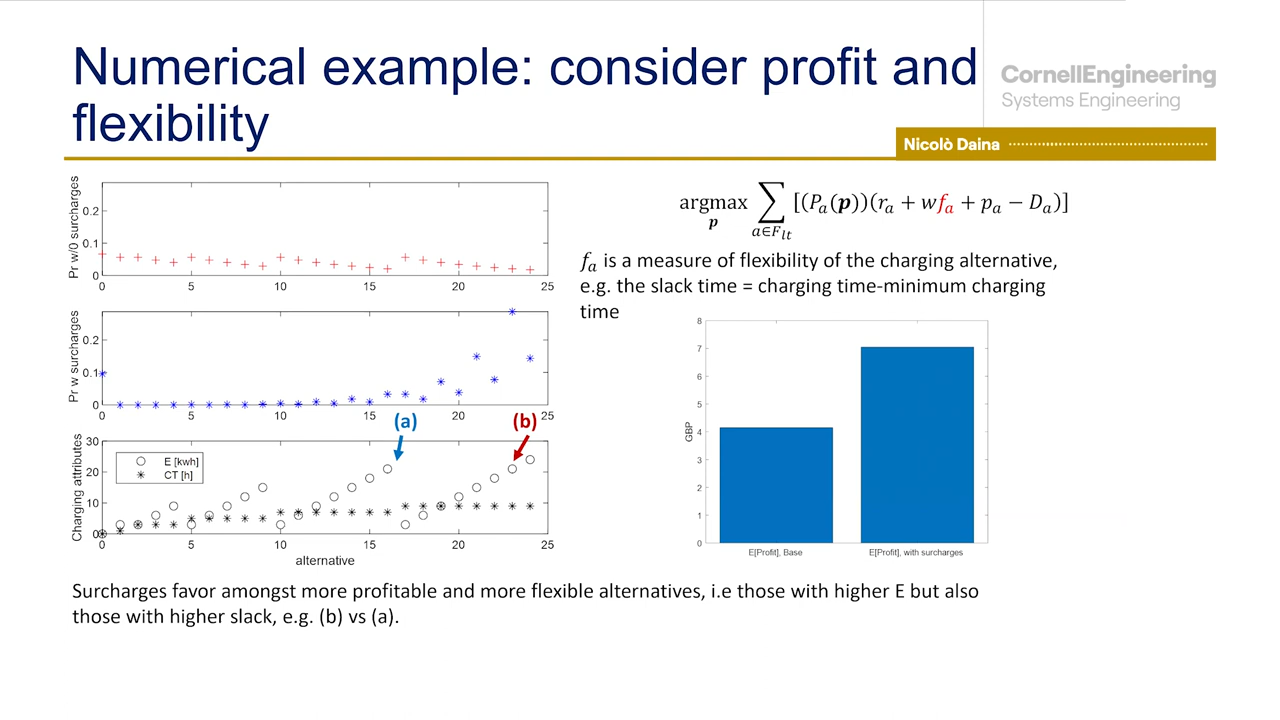 Numerical example: consider profit and
flexibility
CornellEngineering
Systems Engineering
Nicolò Daina
Pr w/0 surcharges
0.2
0.1
0
0 5 10 15 20 25
Pr w surcharges
0.2
0.1
0
0 5 10 15 20 25
(a)
(b)
Charging attributes
30
20
10
0
E [kwh]
CT [h]
0 5 10 15 20 25
alternative
argmax ∑ [(P_a(p))(r_a + wf_a + p_a − D_a)]
p a∈F_lt
f_a is a measure of flexibility of the charging alternative,
e.g. the slack time = charging time-minimum charging
time
GBP
8
7
6
5
4
3
2
1
0
E[Profit], Base E[Profit], with surcharges
Surcharges favor amongst more profitable and more flexible alternatives, i.e those with higher E but also
those with higher slack, e.g. (b) vs (a).